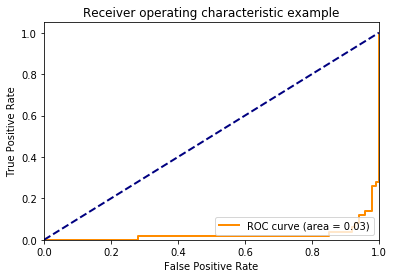 Receiver operating characteristic example
True Positive Rate
1.0
0.8
0.6
0.4
0.2
0.0
ROC curve (area = 0.03)
0.0 0.2 0.4 0.6 0.8 1.0
False Positive Rate